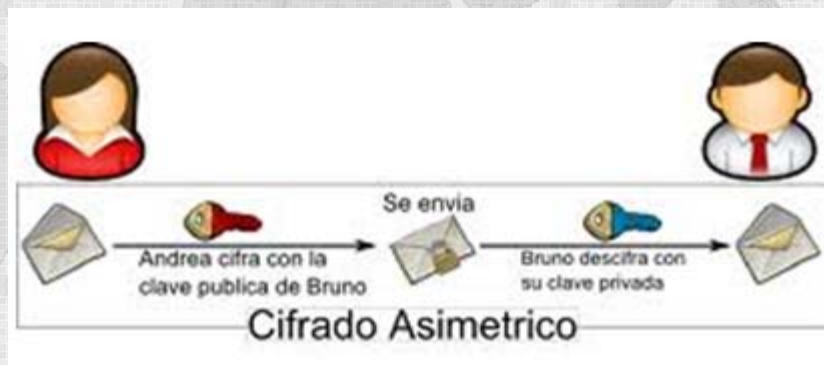 Se envia
Andrea cifra con la
clave publica de Bruno
Bruno descifra con
su clave privada
Cifrado Asimetrico